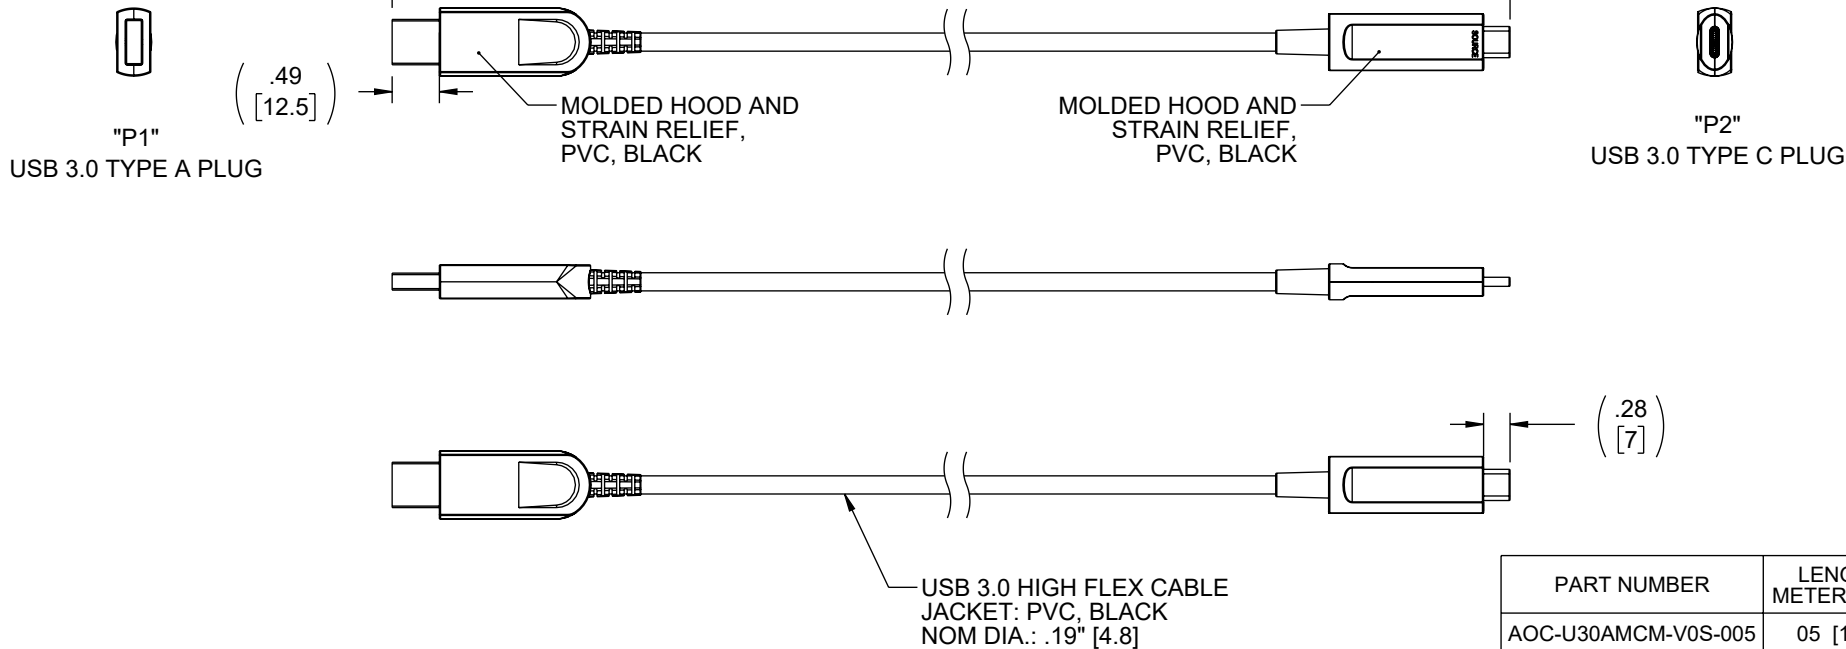 SOURCE
.49
[12.5]
MOLDED HOOD AND
STRAIN RELIEF,
PVC, BLACK
MOLDED HOOD AND
STRAIN RELIEF,
PVC, BLACK
"P1"
USB 3.0 TYPE A PLUG
"P2"
USB 3.0 TYPE C PLUG
.28
[7]
USB 3.0 HIGH FLEX CABLE
JACKET: PVC, BLACK
NOM DIA.: .19" [4.8]
PART NUMBER
AOC-U30AMCM-V0S-005
05